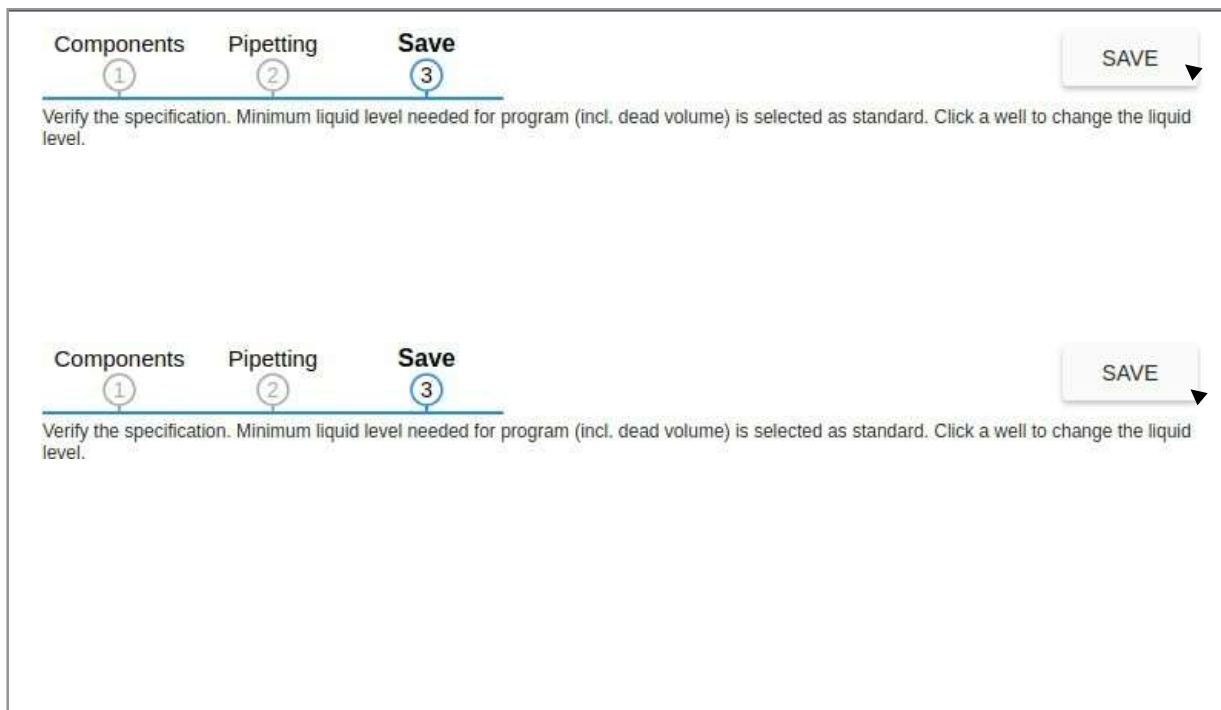 Components Pipetting Save
1 2 3
SAVE
Verify the specification. Minimum liquid level needed for program (incl. dead volume) is selected as standard. Click a well to change the liquid
level.
Components Pipetting Save
1 2 3
SAVE
Verify the specification. Minimum liquid level needed for program (incl. dead volume) is selected as standard. Click a well to change the liquid
level.